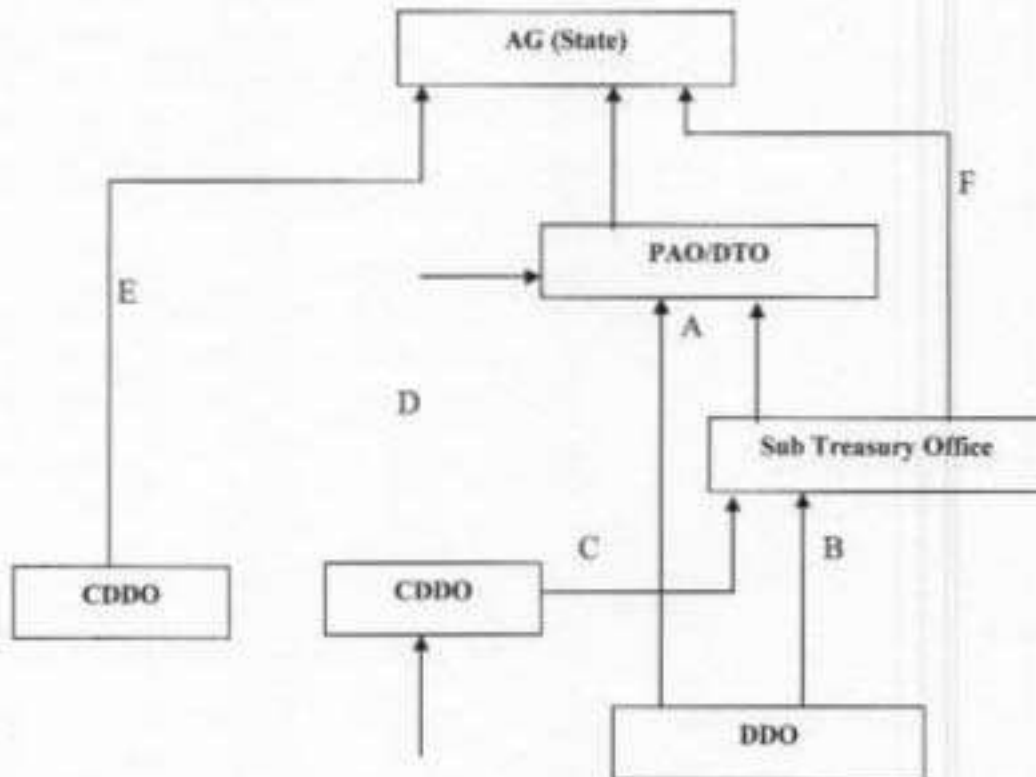 AG (State)
F
PAO/DTO
E
A
D
Sub Treasury Office
C
B
CDDO
CDDO
DDO